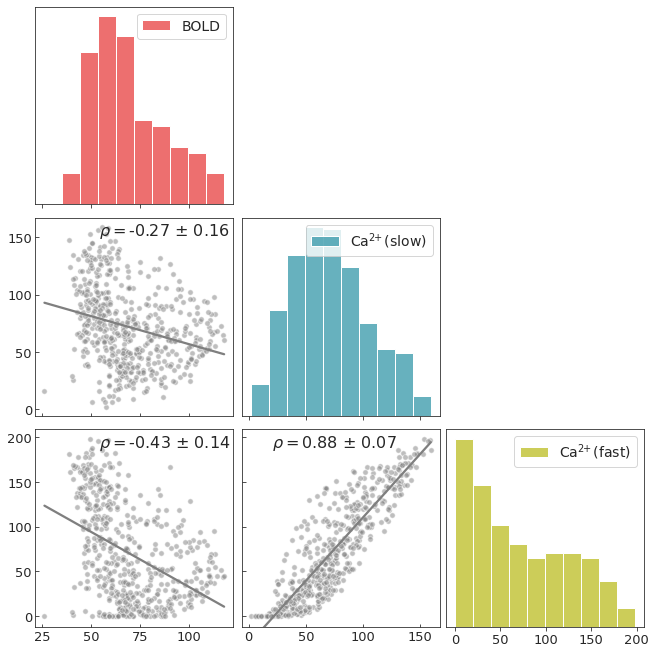 BOLD
150
100
50
0
ρ = -0.27 ± 0.16
Ca²⁺(slow)
200
150
100
50
0
ρ = -0.43 ± 0.14
ρ = 0.88 ± 0.07
Ca²⁺(fast)
25 50 75 100
0 50 100 150
0 50 100 150 200